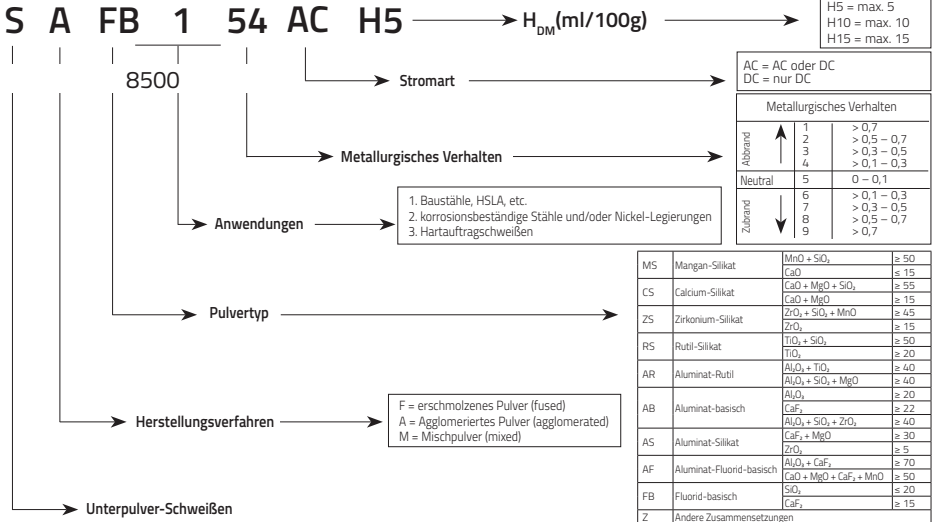 S A FB 1 54 AC H5
H_DM(ml/100g)
H5 = max. 5
H10 = max. 10
H15 = max. 15
8500
Stromart
AC = AC oder DC
DC = nur DC
Metallurgisches Verhalten
Metallurgisches Verhalten
Abbrand
1 > 0,7
2 > 0,5 – 0,7
3 > 0,3 – 0,5
4 > 0,1 – 0,3
Neutral 5 0 – 0,1
Zubrand
6 > 0,1 – 0,3
7 > 0,3 – 0,5
8 > 0,5 – 0,7
9 > 0,7
Anwendungen
1. Baustähle, HSLA, etc.
2. korrosionsbeständige Stähle und/oder Nickel-Legierungen
3. Hartauftragschweißen
Pulvertyp
MS Mangan-Silikat MnO + SiO₂ ≥ 50
CaO ≤ 15
CS Calcium-Silikat CaO + MgO + SiO₂ ≥ 55
CaO + MgO ≥ 15
ZS Zirkonium-Silikat ZrO₂ + SiO₂ + MnO ≥ 45
ZrO₂ ≥ 15
RS Rutil-Silikat TiO₂ + SiO₂ ≥ 50
TiO₂ ≥ 20
AR Aluminat-Rutil Al₂O₃ + TiO₂ ≥ 40
Al₂O₃ + SiO₂ + MgO ≥ 40
AB Aluminat-basisch Al₂O₃ ≥ 20
CaF₂ ≥ 22
Al₂O₃ + SiO₂ + ZrO₂ ≥ 40
AS Aluminat-Silikat CaF₂ + MgO ≥ 30
ZrO₂ ≥ 5
AF Aluminat-Fluorid-basisch Al₂O₃ + CaF₂ ≥ 70
CaO + MgO + CaF₂ + MnO ≥ 50
FB Fluorid-basisch SiO₂ ≤ 20
CaF₂ ≥ 15
Z Andere Zusammensetzungen
Herstellungsverfahren
F = erschmolzenes Pulver (fused)
A = Agglomeriertes Pulver (agglomerated)
M = Mischpulver (mixed)
Unterpulver-Schweißen